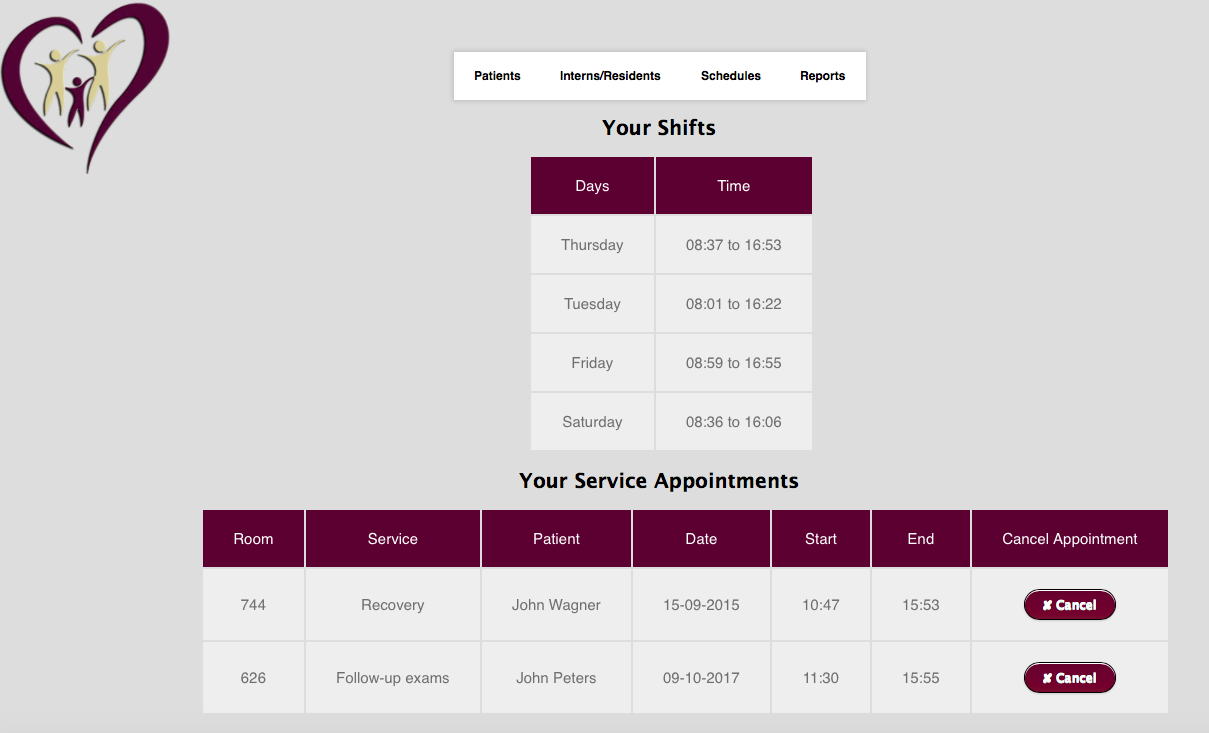 Patients Interns/Residents Schedules Reports
Your Shifts
Days Time
Thursday 08:37 to 16:53
Tuesday 08:01 to 16:22
Friday 08:59 to 16:55
Saturday 08:36 to 16:06
Your Service Appointments
Room Service Patient Date Start End Cancel Appointment
744 Recovery John Wagner 15-09-2015 10:47 15:53 ✘ Cancel
626 Follow-up exams John Peters 09-10-2017 11:30 15:55 ✘ Cancel